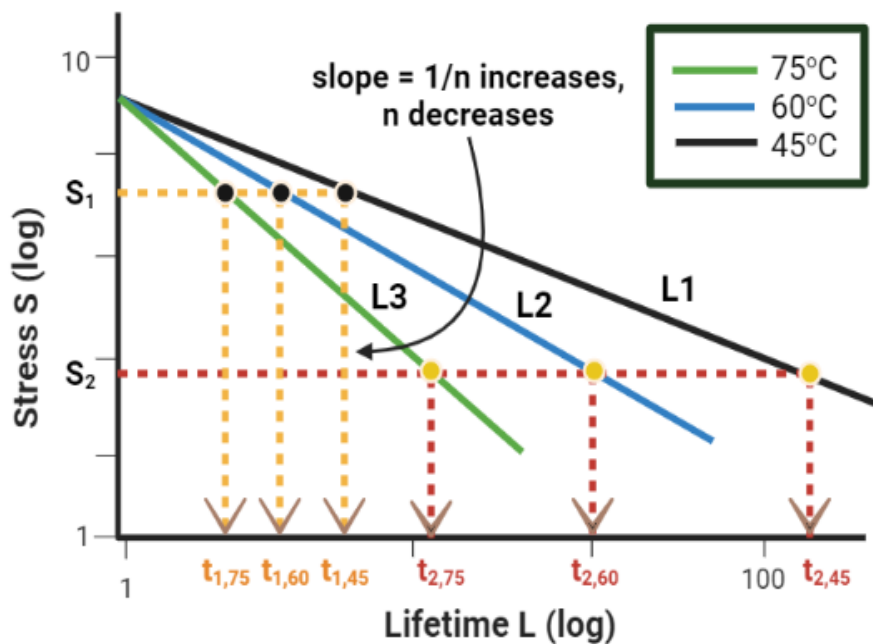 10
slope = 1/n increases,
n decreases
75°C
60°C
45°C
S₁
L3
L2
L1
S₂
Stress S (log)
1
1
t₁,₇₅
t₁,₆₀
t₁,₄₅
t₂,₇₅
t₂,₆₀
100
t₂,₄₅
Lifetime L (log)